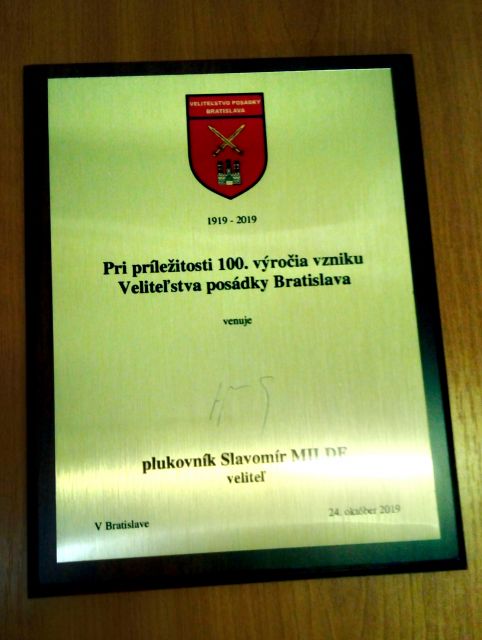 VELITEĽSTVO POSÁDKY
BRATISLAVA
1919 - 2019
Pri príležitosti 100. výročia vzniku
Veliteľstva posádky Bratislava
venuje
plukovník Slavomír MILDE
veliteľ
V Bratislave
24. október 2019